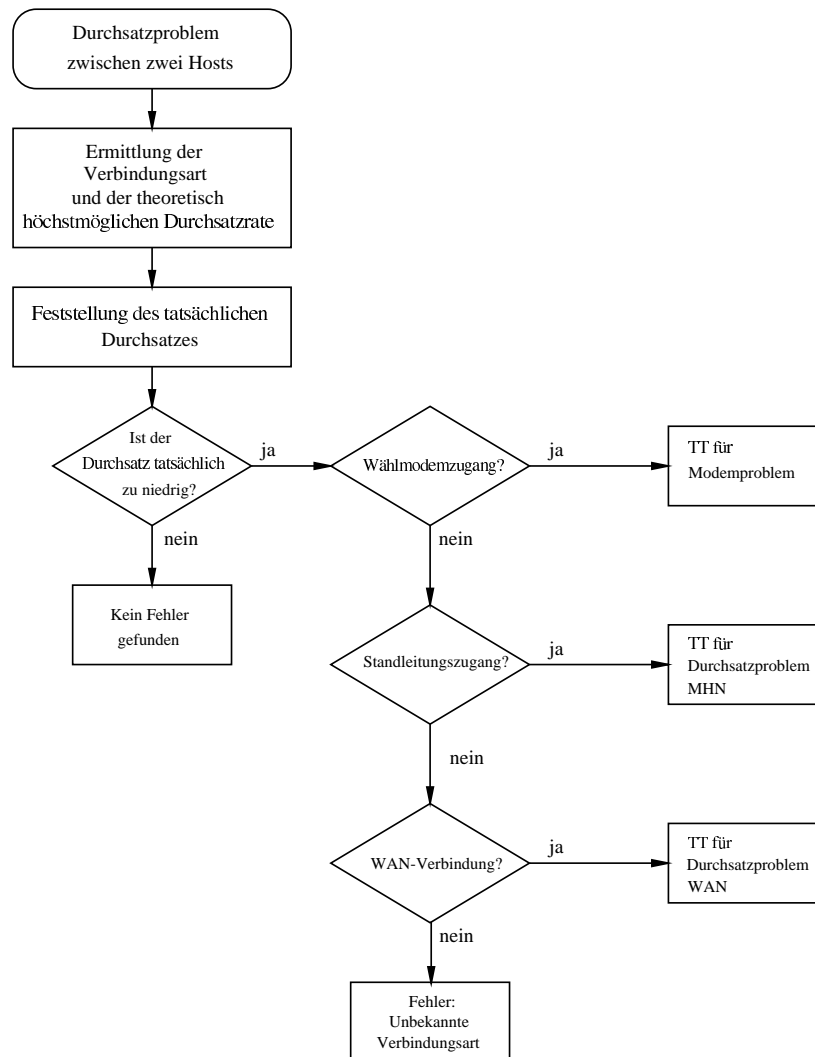 Durchsatzproblem
zwischen zwei Hosts
Ermittlung der
Verbindungsart
und der theoretisch
höchstmöglichen Durchsatzrate
Feststellung des tatsächlichen
Durchsatzes
Ist der
Durchsatz tatsächlich
zu niedrig?
ja
Wählmodemzugang?
ja
TT für
Modemproblem
nein
nein
Kein Fehler
gefunden
Standleitungszugang?
ja
TT für
Durchsatzproblem
MHN
nein
WAN-Verbindung?
ja
TT für
Durchsatzproblem
WAN
nein
Fehler:
Unbekannte
Verbindungsart